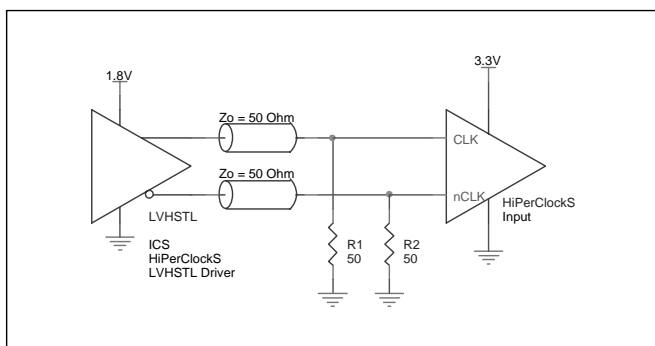 1.8V
3.3V
Zo = 50 Ohm
CLK
Zo = 50 Ohm
nCLK
HiPerClockS
Input
LVHSTL
ICS
HiPerClockS
LVHSTL Driver
R1
50
R2
50